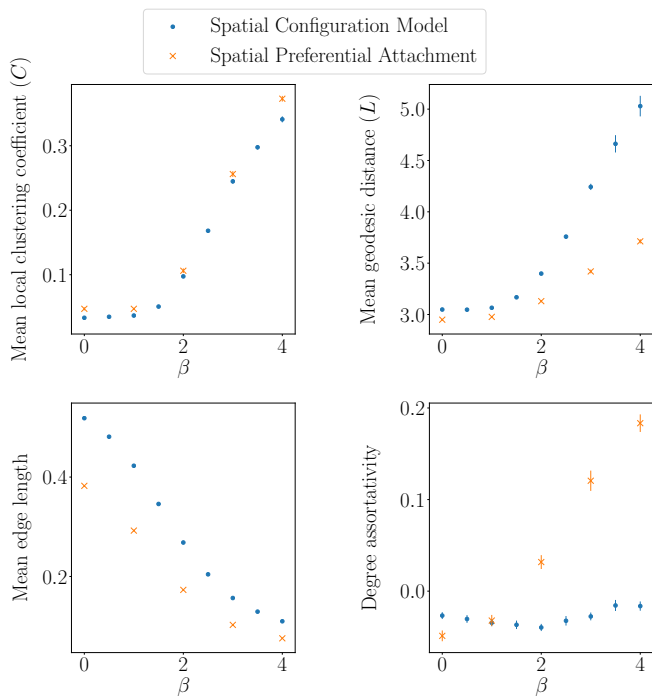 Spatial Configuration Model
Spatial Preferential Attachment
Mean local clustering coefficient (C)
0.3
0.1
0
2
4
β
Mean geodesic distance (L)
5.0
4.5
4.0
3.5
3.0
0
2
4
β
Mean edge length
0.4
0.2
0
2
4
β
Degree assortativity
0.2
0.1
0.0
0
2
4
β